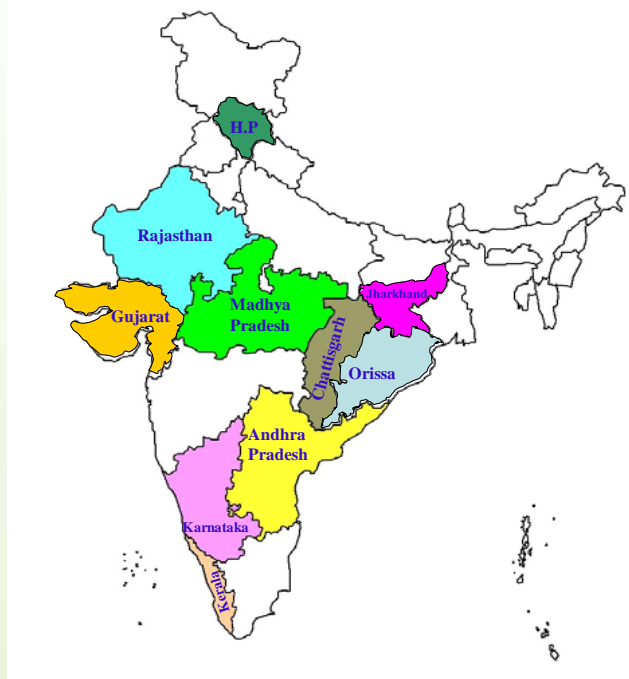 H.P
Rajasthan
Gujarat
Madhya
Pradesh
Jharkhand
Chattisgarh
Orissa
Andhra
Pradesh
Karnataka
Kerala